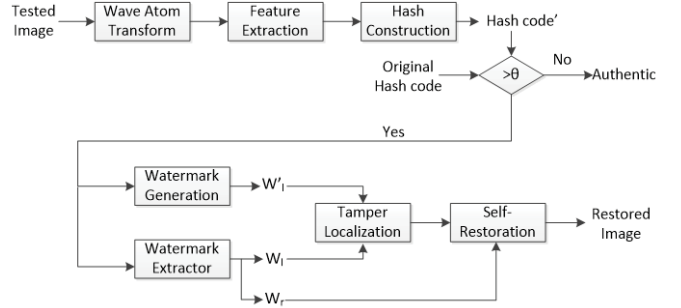 Tested Image
Wave Atom Transform
Feature Extraction
Hash Construction
Hash code'
Original Hash code
>θ
No
Authentic
Yes
Watermark Generation
W'l
Tamper Localization
Self-Restoration
Restored Image
Watermark Extractor
Wl
Wr